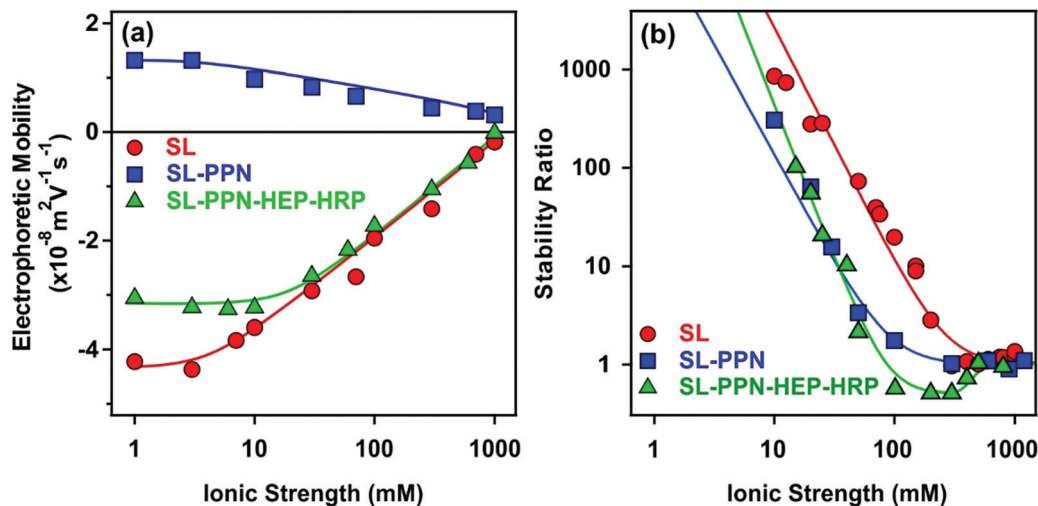 (a)
Electrophoretic Mobility
(x10⁻⁸ m²V⁻¹s⁻¹)
2
0
-2
-4
SL
SL-PPN
SL-PPN-HEP-HRP
1
10
100
1000
Ionic Strength (mM)
(b)
Stability Ratio
1000
100
10
1
SL
SL-PPN
SL-PPN-HEP-HRP
1
10
100
1000
Ionic Strength (mM)